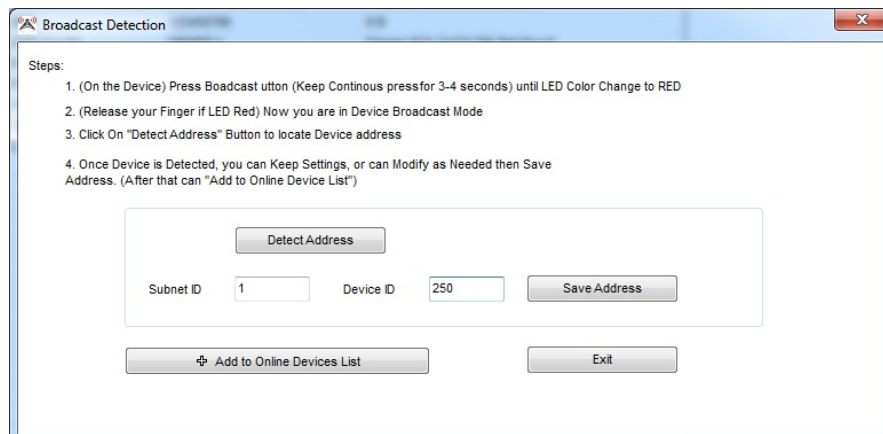 Broadcast Detection
Steps:
1. (On the Device) Press Boadcast utton (Keep Continous pressfor 3-4 seconds) until LED Color Change to RED
2. (Release your Finger if LED Red) Now you are in Device Broadcast Mode
3. Click On "Detect Address" Button to locate Device address
4. Once Device is Detected, you can Keep Settings, or can Modify as Needed then Save
Address. (After that can "Add to Online Device List")
Detect Address
Subnet ID 1 Device ID 250 Save Address
Add to Online Devices List Exit